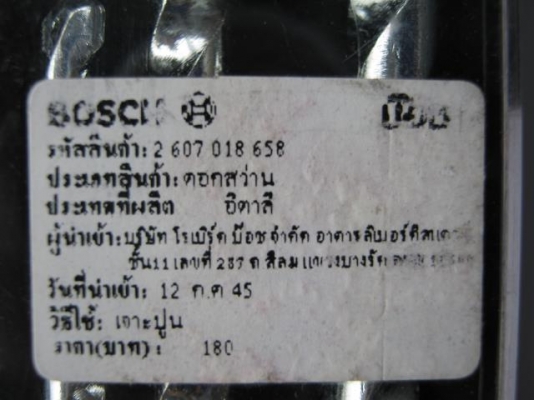 BOSCH
รหัสสินค้า: 2 607 018 658
ประเภทสินค้า: ดอกสว่าน
ประเทศที่ผลิต อิตาลี
ผู้นำเข้า: บริษัท โรเบิร์ต บ๊อช จำกัด อาคารลิเบอร์ตี้สแควร์
ชั้น11 เลขที่ 287 ถ สีลม แขวงบางรัก
วันที่นำเข้า: 12 ต.ค 45
วิธีใช้: เจาะปูน
ราคา(บาท): 180